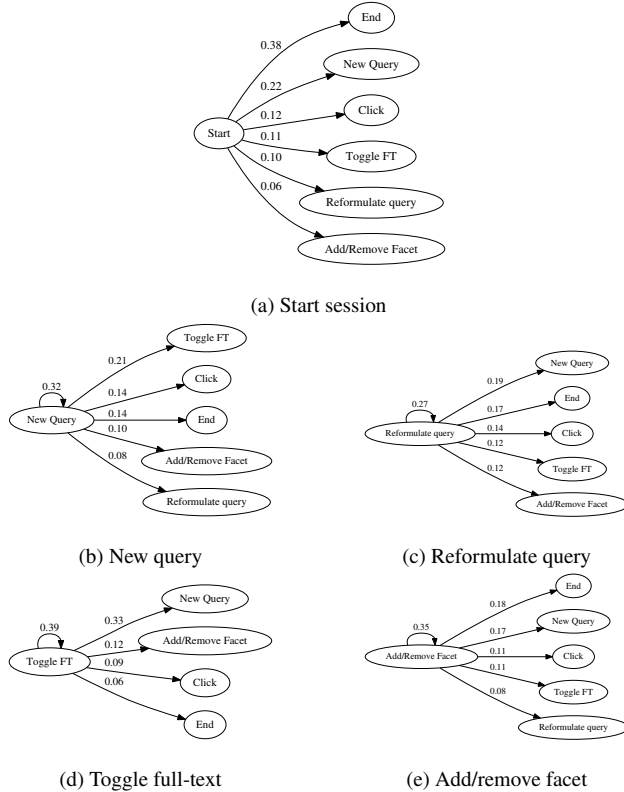 End
0.38
New Query
0.22
Click
0.12
Start
0.11
Toggle FT
0.10
0.06
Reformulate query
Add/Remove Facet
(a) Start session
Toggle FT
0.21
Click
0.32
0.14
New Query
0.14
End
0.10
0.08
Add/Remove Facet
Reformulate query
(b) New query
New Query
0.19
End
0.27
0.17
Reformulate query
0.14
Click
0.12
0.12
Toggle FT
Add/Remove Facet
(c) Reformulate query
New Query
0.33
0.39
0.12
Add/Remove Facet
Toggle FT
0.09
0.06
Click
End
(d) Toggle full-text
End
0.18
New Query
0.35
0.17
Add/Remove Facet
0.11
Click
0.11
0.08
Toggle FT
Reformulate query
(e) Add/remove facet